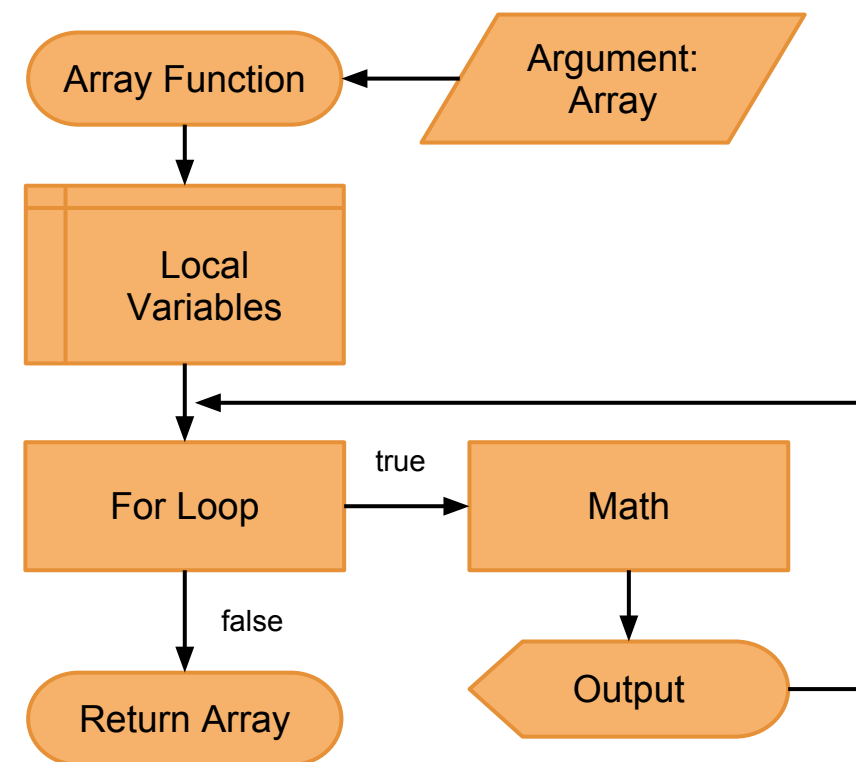 Array Function
Argument:
Array
Local
Variables
For Loop
true
Math
false
Return Array
Output